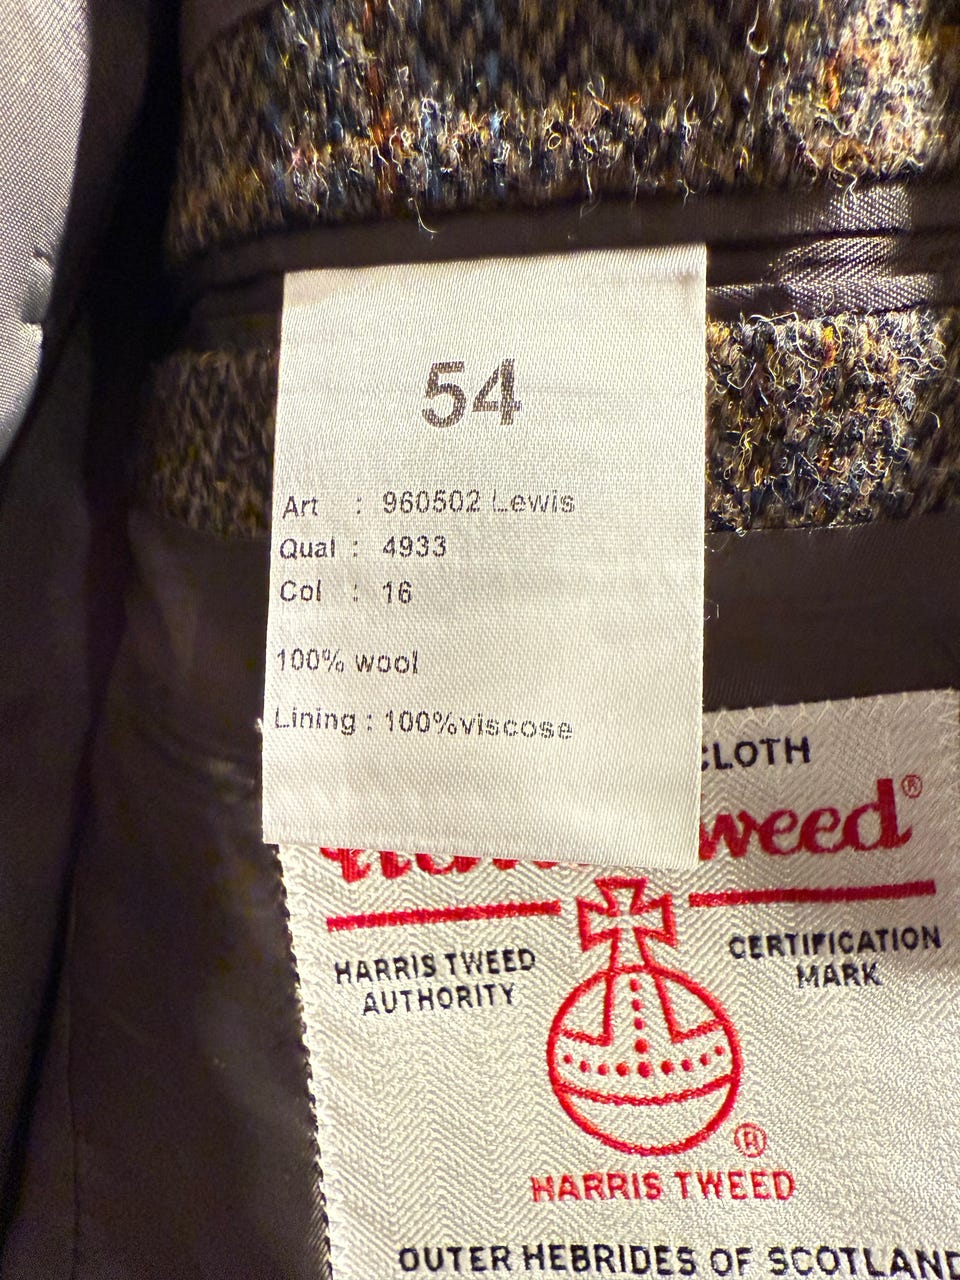 54
Art : 960502 Lewis
Qual : 4933
Col : 16
100% wool
Lining : 100%viscose
CLOTH
weed®
HARRIS TWEED
AUTHORITY
CERTIFICATION
MARK
®
HARRIS TWEED
OUTER HEBRIDES OF SCOTLAND